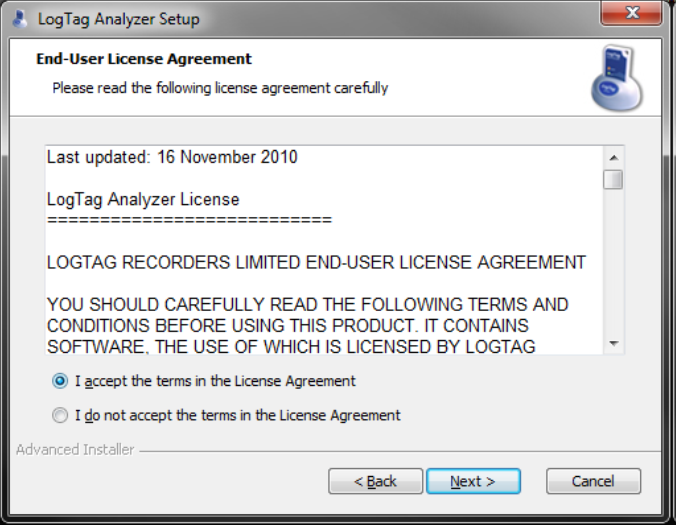 LogTag Analyzer Setup
End-User License Agreement
Please read the following license agreement carefully
Last updated: 16 November 2010
LogTag Analyzer License
===========================
LOGTAG RECORDERS LIMITED END-USER LICENSE AGREEMENT
YOU SHOULD CAREFULLY READ THE FOLLOWING TERMS AND
CONDITIONS BEFORE USING THIS PRODUCT. IT CONTAINS
SOFTWARE, THE USE OF WHICH IS LICENSED BY LOGTAG
I accept the terms in the License Agreement
I do not accept the terms in the License Agreement
Advanced Installer
< Back
Next >
Cancel